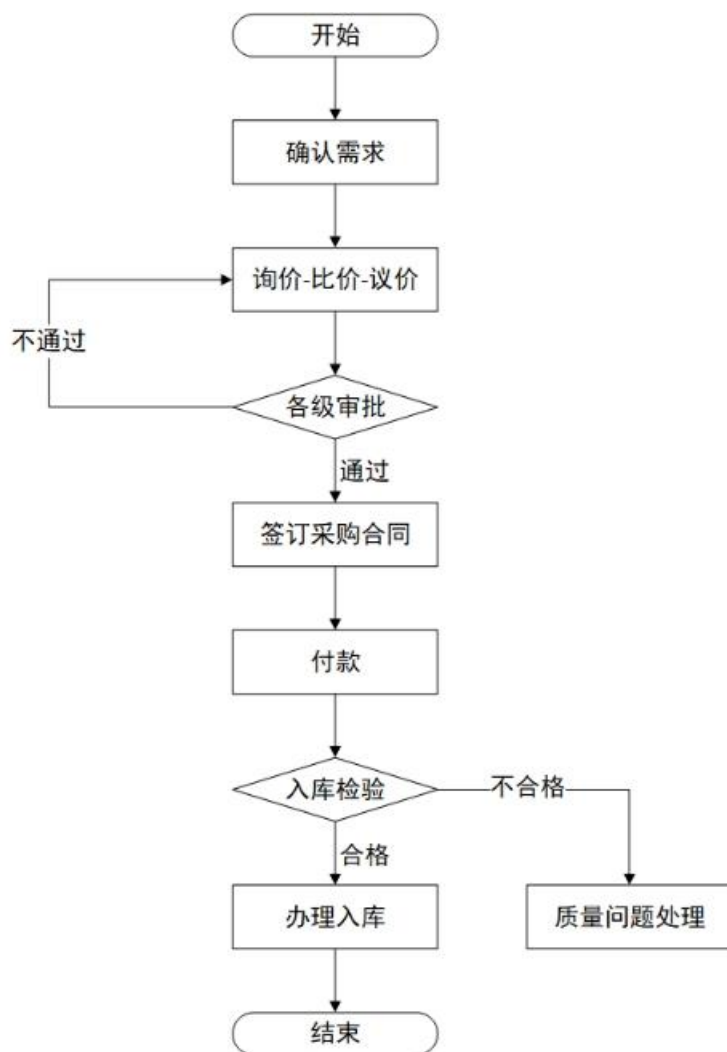 开始
确认需求
询价-比价-议价
不通过
各级审批
通过
签订采购合同
付款
入库检验
不合格
合格
办理入库
质量问题处理
结束